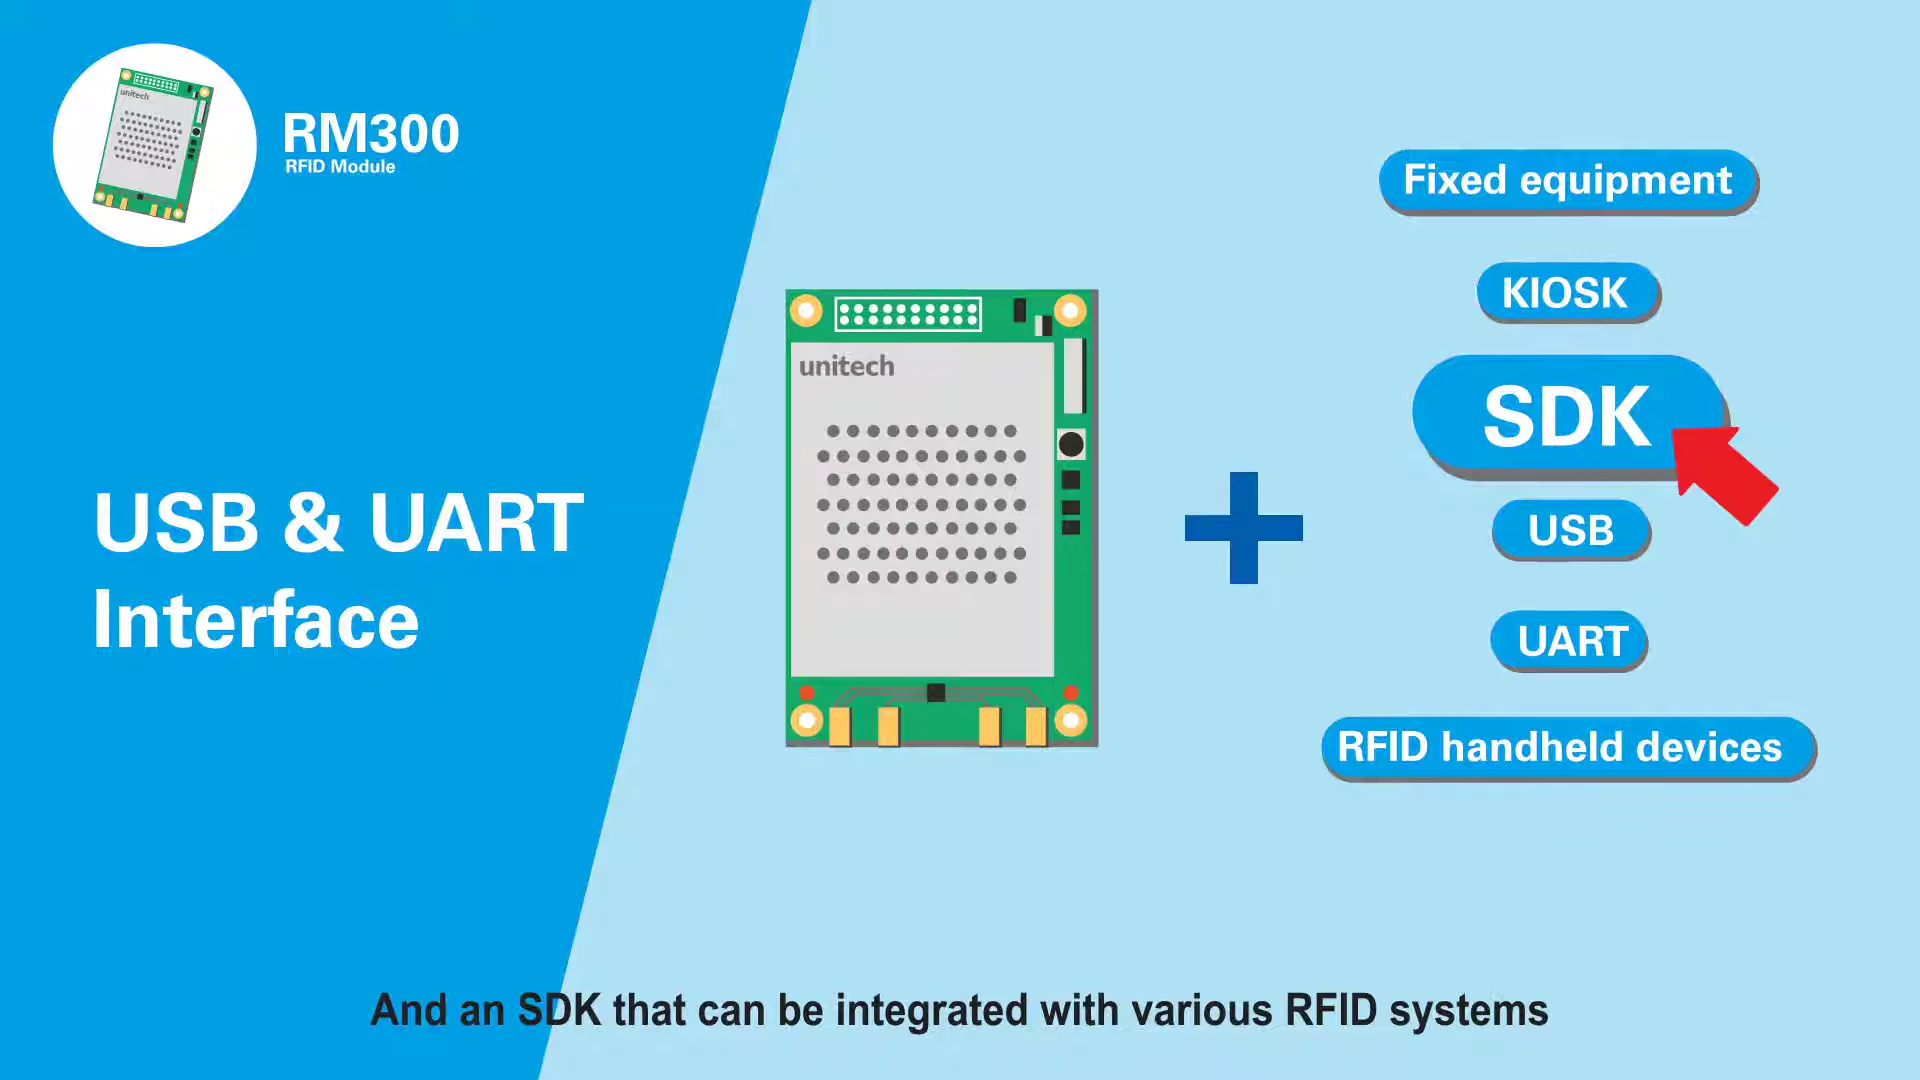 unitech
RM300
RFID Module
USB & UART
Interface
unitech
Fixed equipment
KIOSK
SDK
USB
UART
RFID handheld devices
And an SDK that can be integrated with various RFID systems